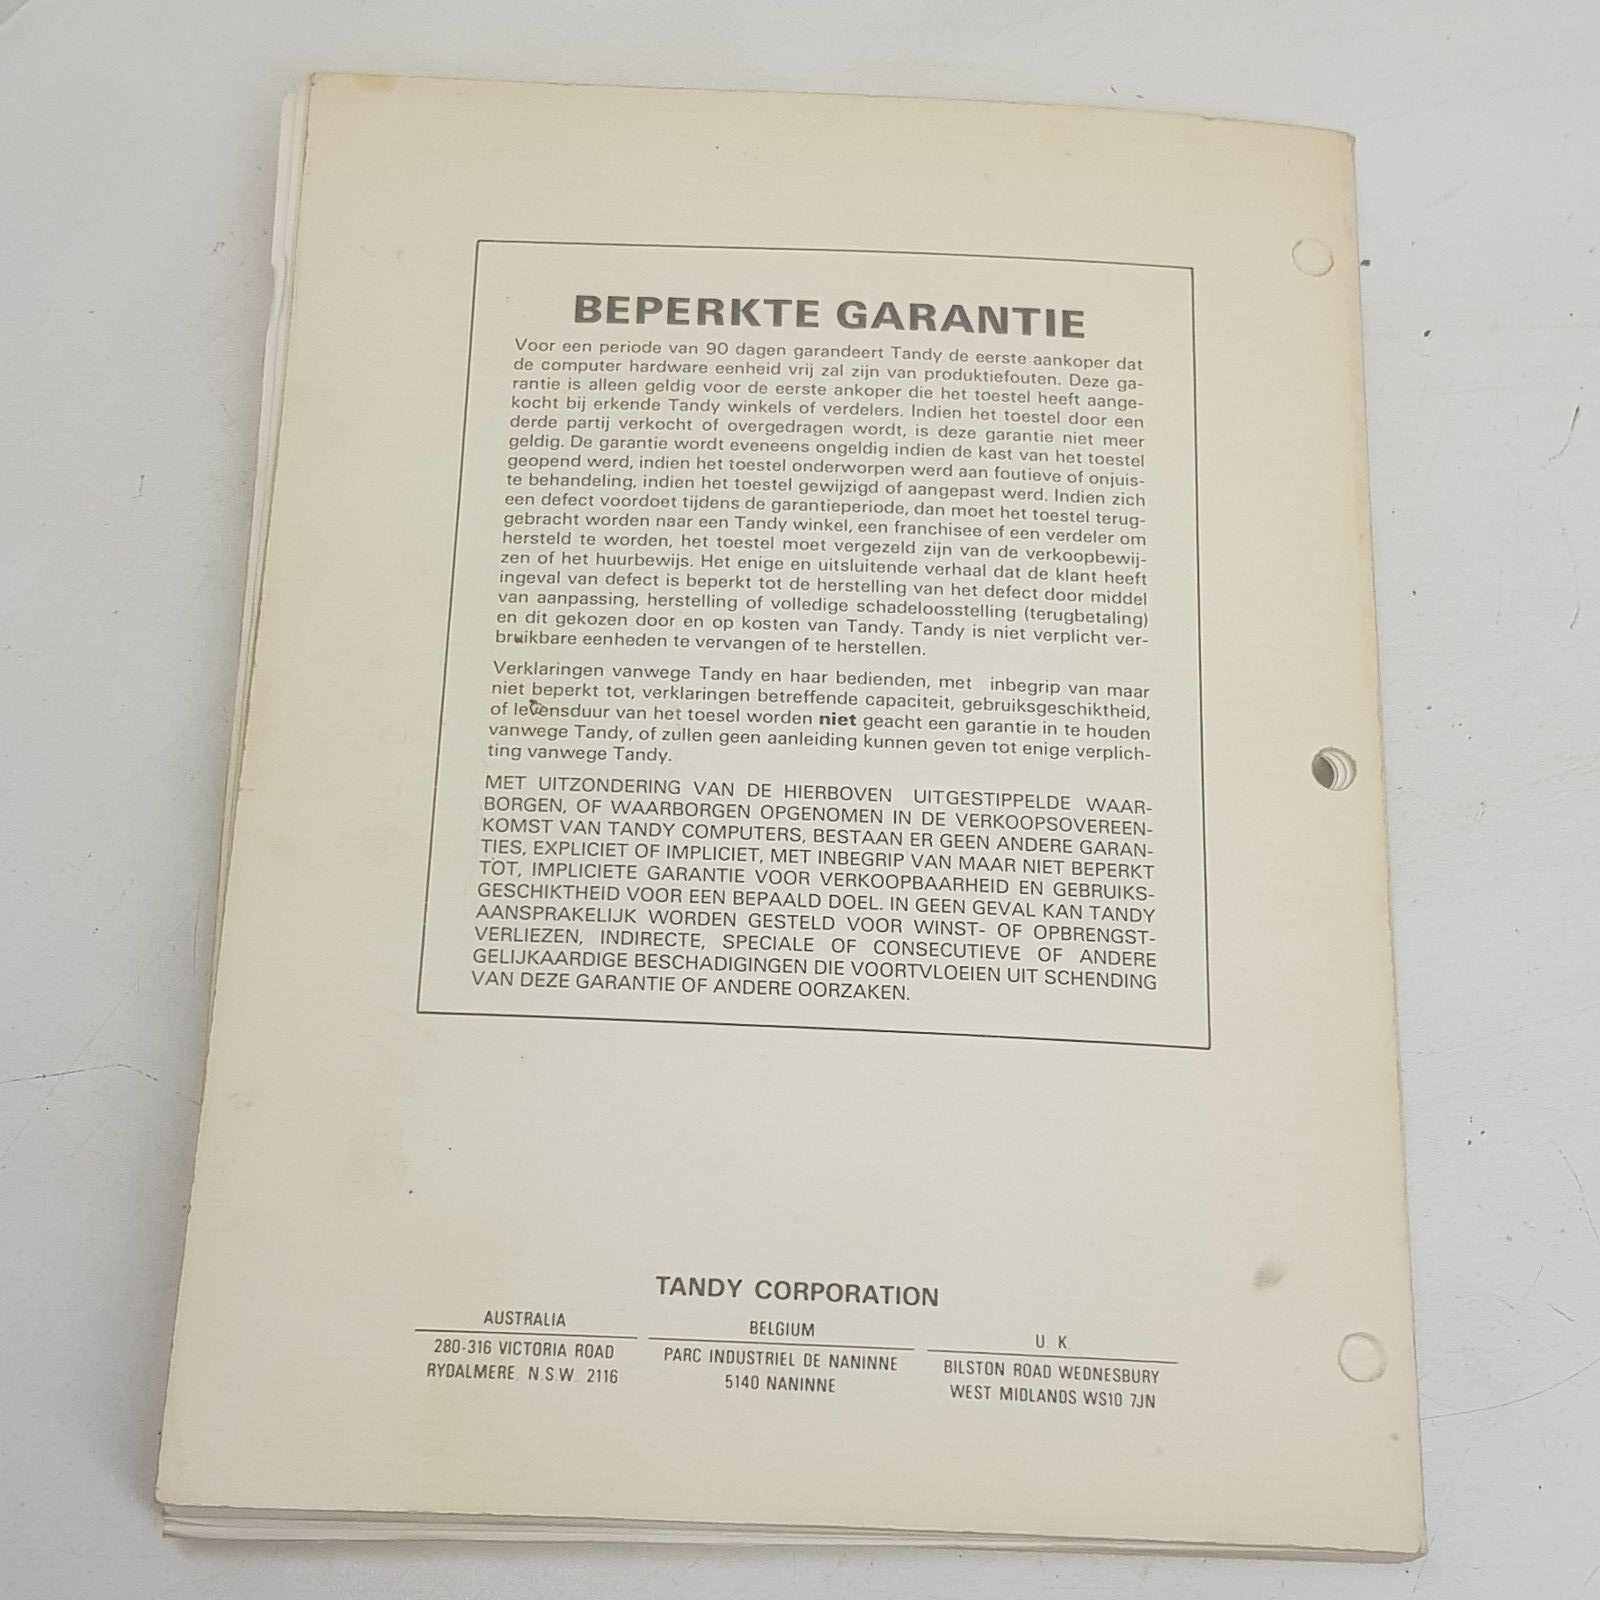 BEPERKTE GARANTIE
Voor een periode van 90 dagen garandeert Tandy de eerste aankoper dat
de computer hardware eenheid vrij zal zijn van produktiefouten. Deze ga-
rantie is alleen geldig voor de eerste ankoper die het toestel heeft aange-
kocht bij erkende Tandy winkels of verdelers. Indien het toestel door een
derde partij verkocht of overgedragen wordt, is deze garantie niet meer
geldig. De garantie wordt eveneens ongeldig indien de kast van het toestel
geopend werd, indien het toestel onderworpen werd aan foutieve of onjuis-
te behandeling, indien het toestel gewijzigd of aangepast werd. Indien zich
een defect voordoet tijdens de garantieperiode, dan moet het toestel terug-
gebracht worden naar een Tandy winkel, een franchisee of een verdeler om
hersteld te worden, het toestel moet vergezeld zijn van de verkoopbewij-
zen of het huurbewijs. Het enige en uitsluitende verhaal dat de klant heeft
ingeval van defect is beperkt tot de herstelling van het defect door middel
van aanpassing, herstelling of volledige schadeloosstelling (terugbetaling)
en dit gekozen door en op kosten van Tandy. Tandy is niet verplicht ver-
bruikbare eenheden te vervangen of te herstellen.
Verklaringen vanwege Tandy en haar bedienden, met inbegrip van maar
niet beperkt tot, verklaringen betreffende capaciteit, gebruiksgeschiktheid,
of levensduur van het toesel worden niet geacht een garantie in te houden
vanwege Tandy, of zullen geen aanleiding kunnen geven tot enige verplich-
ting vanwege Tandy.
MET UITZONDERING VAN DE HIERBOVEN UITGESTIPPELDE WAAR-
BORGEN, OF WAARBORGEN OPGENOMEN IN DE VERKOOPSOVEREEN-
KOMST VAN TANDY COMPUTERS, BESTAAN ER GEEN ANDERE GARAN-
TIES, EXPLICIET OF IMPLICIET, MET INBEGRIP VAN MAAR NIET BEPERKT
TOT, IMPLICIETE GARANTIE VOOR VERKOOPBAARHEID EN GEBRUIKS-
GESCHIKTHEID VOOR EEN BEPAALD DOEL. IN GEEN GEVAL KAN TANDY
AANSPRAKELIJK WORDEN GESTELD VOOR WINST- OF OPBRENGST-
VERLIEZEN, INDIRECTE, SPECIALE OF CONSECUTIEVE OF ANDERE
GELIJKAARDIGE BESCHADIGINGEN DIE VOORTVLOEIEN UIT SCHENDING
VAN DEZE GARANTIE OF ANDERE OORZAKEN.
TANDY CORPORATION
AUSTRALIA
280-316 VICTORIA ROAD
RYDALMERE, N.S.W. 2116
BELGIUM
PARC INDUSTRIEL DE NANINNE
5140 NANINNE
U. K
BILSTON ROAD WEDNESBURY
WEST MIDLANDS WS10 7JN